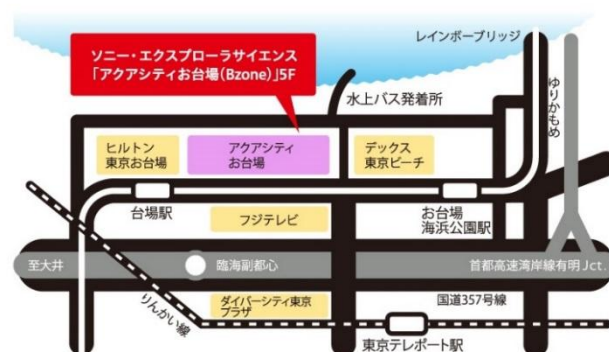 ソニー・エクスプローラサイエンス
「アクアシティお台場(Bzone)」5F
レインボーブリッジ
ゆりかもめ
水上バス発着所
ヒルトン
東京お台場
アクアシティ
お台場
デックス
東京ビーチ
台場駅
フジテレビ
お台場
海浜公園駅
至大井
臨海副都心
首都高速湾岸線有明Jct.
りんかい線
ダイバーシティ東京
プラザ
国道357号線
東京テレポート駅